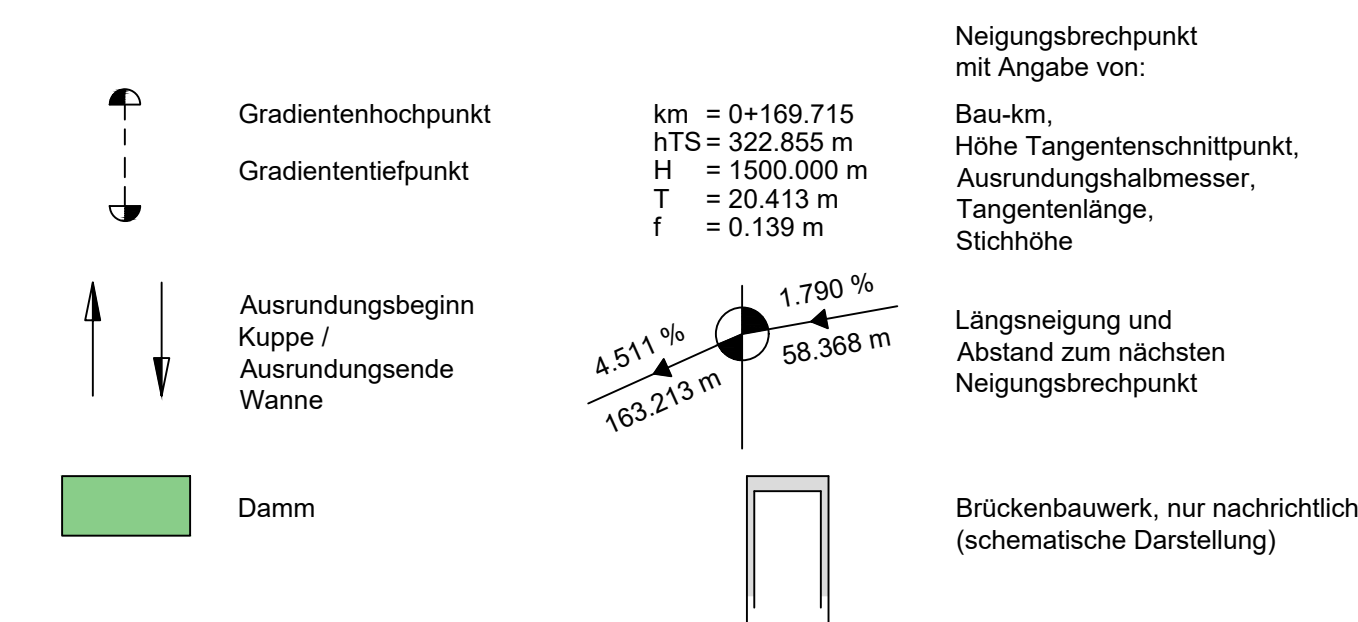 Gradientenhochpunkt
Gradiententiefpunkt
km = 0+169.715
hTS = 322.855 m
H = 1500.000 m
T = 20.413 m
f = 0.139 m
Neigungsbrechpunkt
mit Angabe von:
Bau-km,
Höhe Tangentenschnittpunkt,
Ausrundungshalbmesser,
Tangentenlänge,
Stichhöhe
Ausrundungsbeginn
Kuppe /
Ausrundungsende
Wanne
4.511 %
163.213 m
1.790 %
58.368 m
Längsneigung und
Abstand zum nächsten
Neigungsbrechpunkt
Damm
Brückenbauwerk, nur nachrichtlich
(schematische Darstellung)